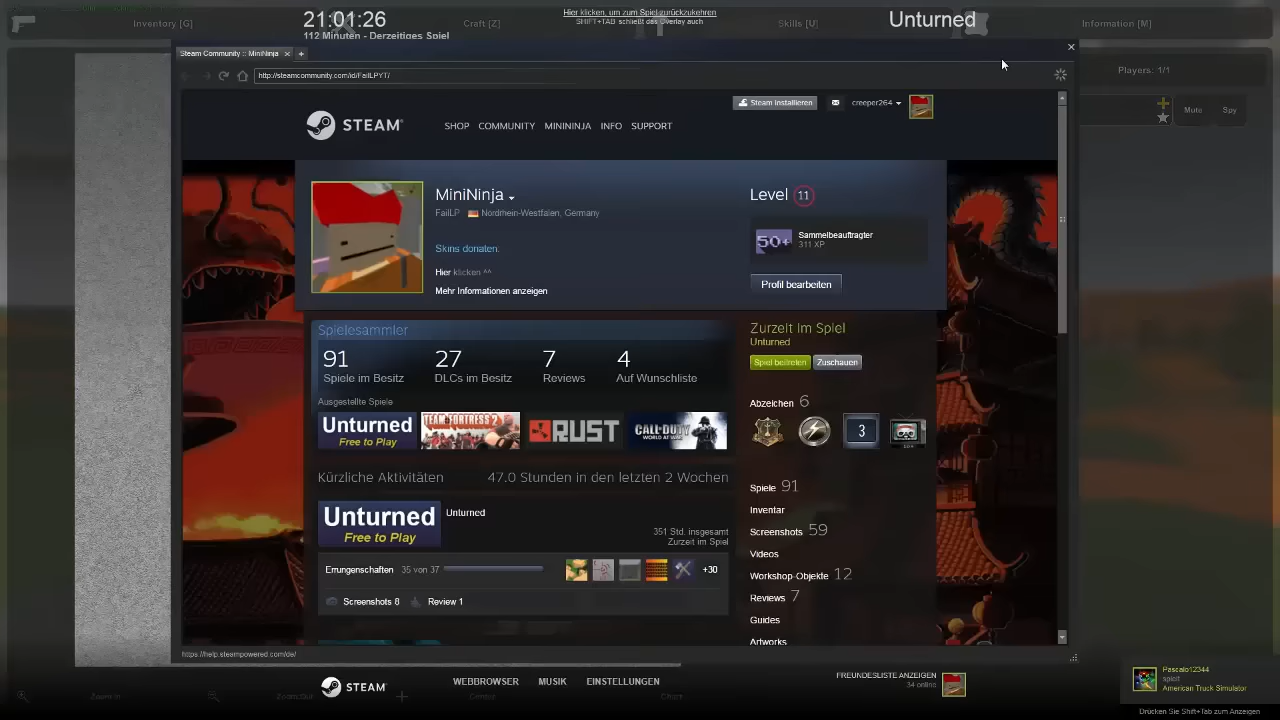 21:01:26
Hier klicken, um zum Spiel zurückzukehren
SHIFT+TAB schließt das Overlay auch
Unturned
Inventory [G]
Craft [Z]
Skills [U]
Information [M]
112 Minuten - Derzeitiges Spiel
Steam Community :: MiniNinja
http://steamcommunity.com/id/FailLPYT/
Players: 1/1
Mute
Spy
Steam installieren
creeper264
STEAM
SHOP COMMUNITY MINININJA INFO SUPPORT
MiniNinja
FailLP Nordrhein-Westfalen, Germany
Skins donaten.
Hier klicken ^^
Mehr Informationen anzeigen
Level 11
50+
Sammelbeauftragter
311 XP
Profil bearbeiten
Spielesammler
91 27 7 4
Spiele im Besitz DLCs im Besitz Reviews Auf Wunschliste
Ausgestellte Spiele
Unturned
Free to Play
TEAM FORTRESS 2
RUST
CALL OF DUTY
WORLD AT WAR
Zurzeit im Spiel
Unturned
Spiel beitreten Zuschauen
Abzeichen 6
3
Kürzliche Aktivitäten 47.0 Stunden in den letzten 2 Wochen
Unturned
Free to Play
Unturned
351 Std. insgesamt
Zurzeit im Spiel
Errungenschaften 35 von 37 +30
Screenshots 8 Review 1
Spiele 91
Inventar
Screenshots 59
Videos
Workshop-Objekte 12
Reviews 7
Guides
Artworks
https://help.steampowered.com/de/
STEAM
WEBBROWSER MUSIK EINSTELLUNGEN
FREUNDESLISTE ANZEIGEN
34 online
Zoom In
Zoom Out
Center
Chart
Pascalo12344
spielt
American Truck Simulator
Drücken Sie Shift+Tab zum Anzeigen